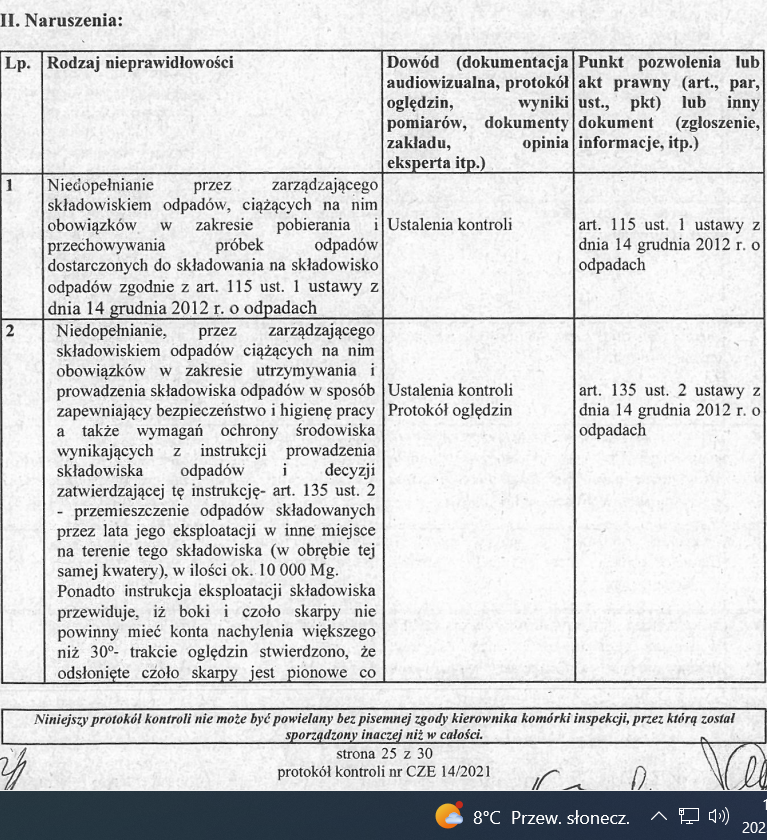 II. Naruszenia:
Lp.
Rodzaj nieprawidłowości
Dowód (dokumentacja
audiowizualna, protokół
oględzin, wyniki
pomiarów, dokumenty
zakładu, opinia
eksperta itp.)
Punkt pozwolenia lub
akt prawny (art., par,
ust., pkt) lub inny
dokument (zgłoszenie,
informacje, itp.)
1
Niedopełnianie przez zarządzającego
składowiskiem odpadów, ciążących na nim
obowiązków w zakresie pobierania i
przechowywania próbek odpadów
dostarczonych do składowania na składowisko
odpadów zgodnie z art. 115 ust. 1 ustawy z
dnia 14 grudnia 2012 r. o odpadach
Ustalenia kontroli
art. 115 ust. 1 ustawy z
dnia 14 grudnia 2012 r. o
odpadach
2
Niedopełnianie, przez zarządzającego
składowiskiem odpadów ciążących na nim
obowiązków w zakresie utrzymywania i
prowadzenia składowiska odpadów w sposób
zapewniający bezpieczeństwo i higienę pracy
a także wymagań ochrony środowiska
wynikających z instrukcji prowadzenia
składowiska odpadów i decyzji
zatwierdzającej tę instrukcję- art. 135 ust. 2
- przemieszczenie odpadów składowanych
przez lata jego eksploatacji w inne miejsce
na terenie tego składowiska (w obrębie tej
samej kwatery), w ilości ok. 10 000 Mg.
Ponadto instrukcja eksploatacji składowiska
przewiduje, iż boki i czoło skarpy nie
powinny mieć konta nachylenia większego
niż 30º- trakcie oględzin stwierdzono, że
odsłonięte czoło skarpy jest pionowe co
Ustalenia kontroli
Protokół oględzin
art. 135 ust. 2 ustawy z
dnia 14 grudnia 2012 r. o
odpadach
Niniejszy protokół kontroli nie może być powielany bez pisemnej zgody kierownika komórki inspekcji, przez którą został
sporządzony inaczej niż w całości.
strona 25 z 30
protokół kontroli nr CZE 14/2021
8°C Przew. słonecz.